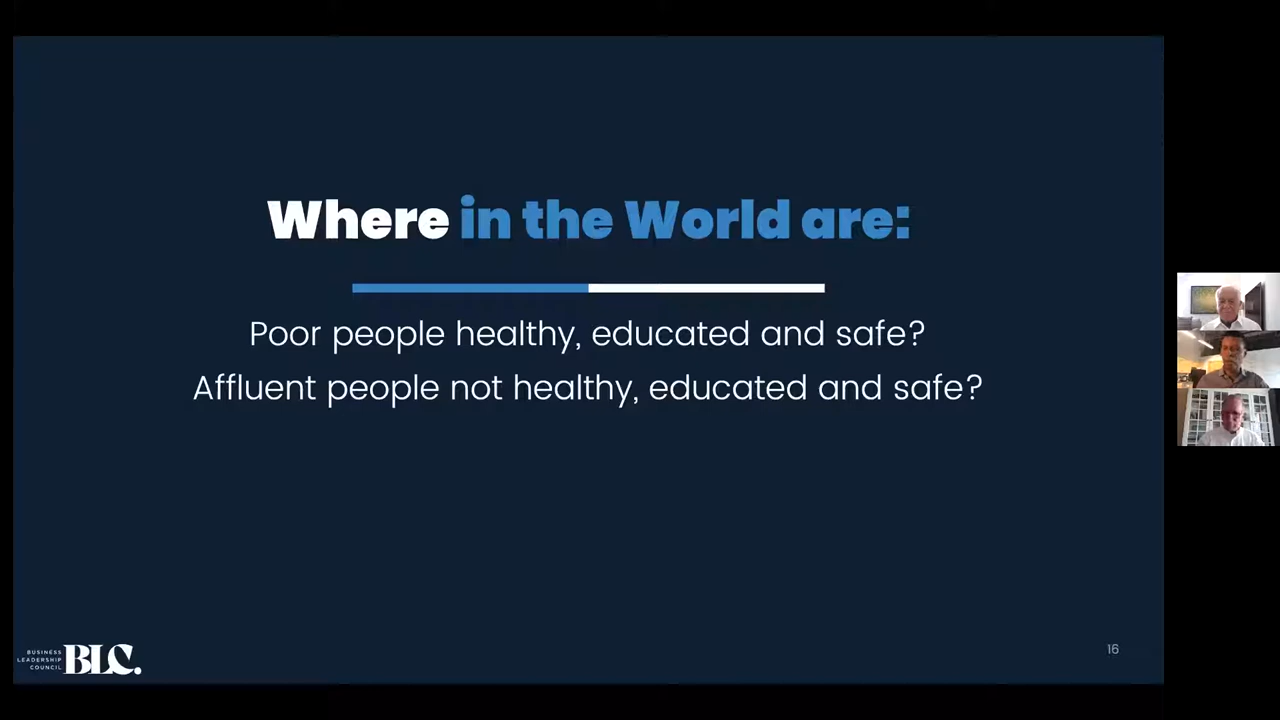 Where in the World are:
Poor people healthy, educated and safe?
Affluent people not healthy, educated and safe?
BUSINESS
LEADERSHIP
COUNCIL
BLC.
16